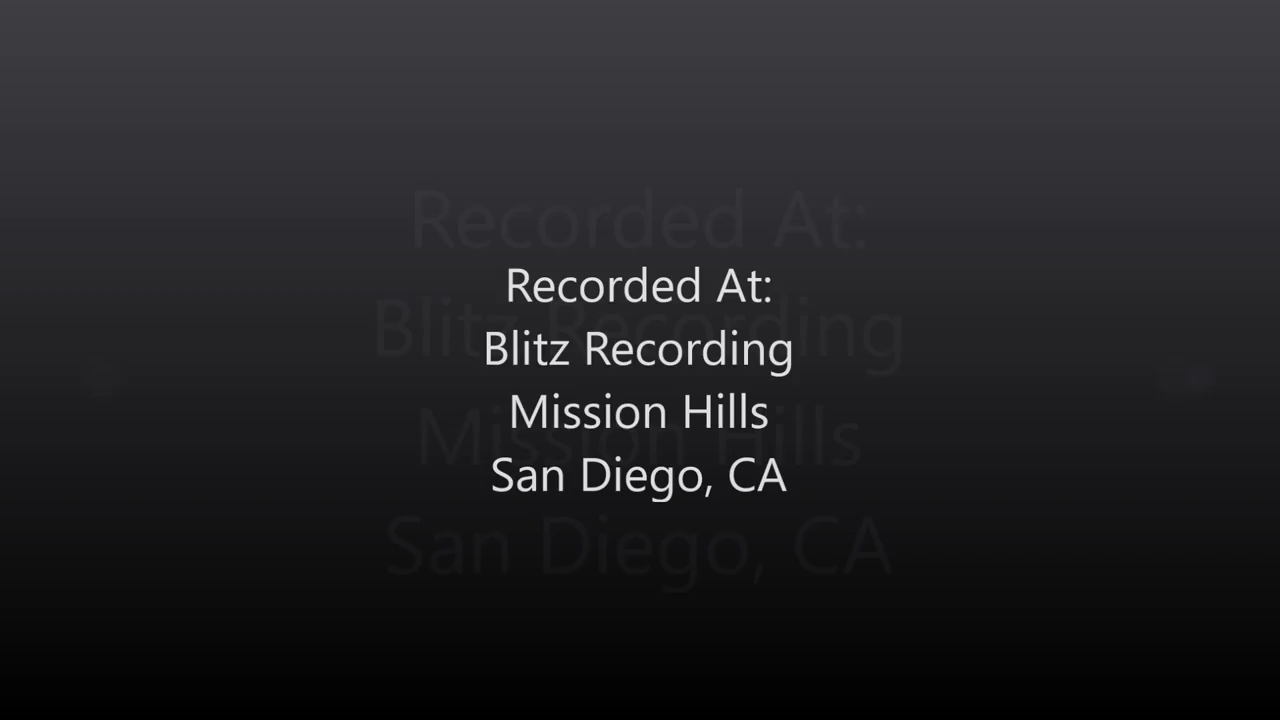 Recorded At:
Blitz Recording
Mission Hills
San Diego, CA